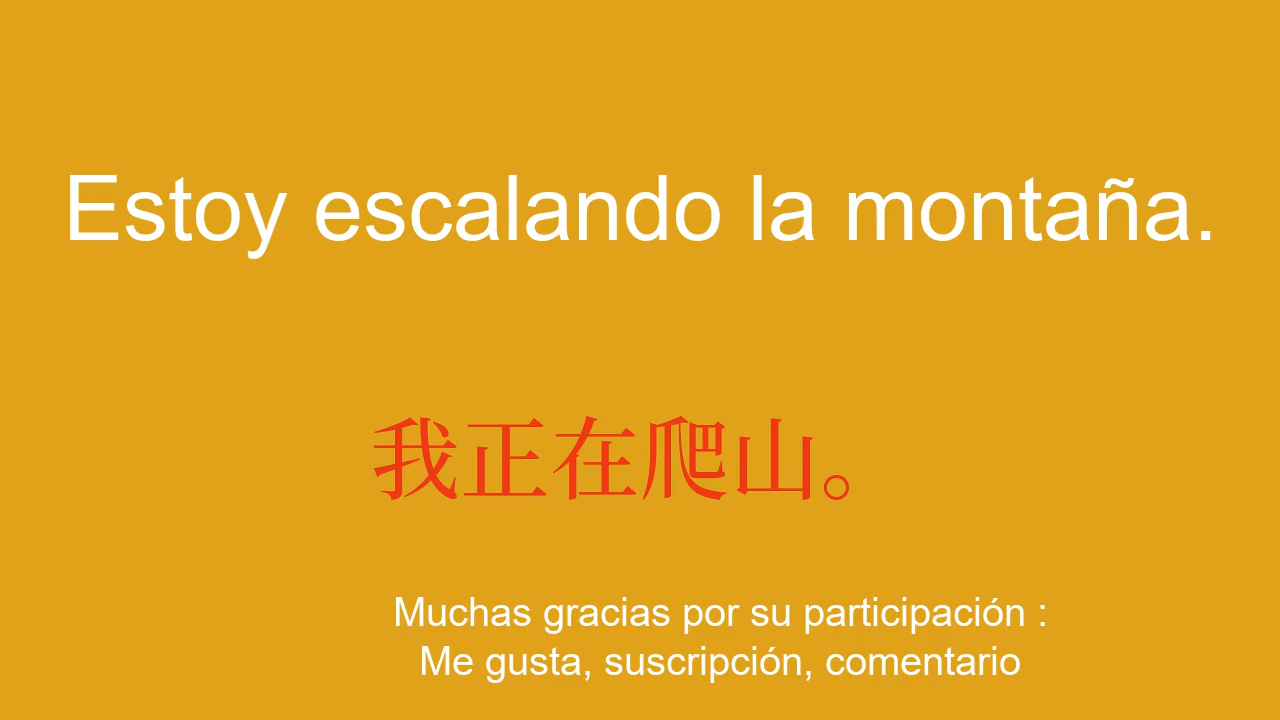 Estoy escalando la montaña.
我正在爬山。
Muchas gracias por su participación :
Me gusta, suscripción, comentario